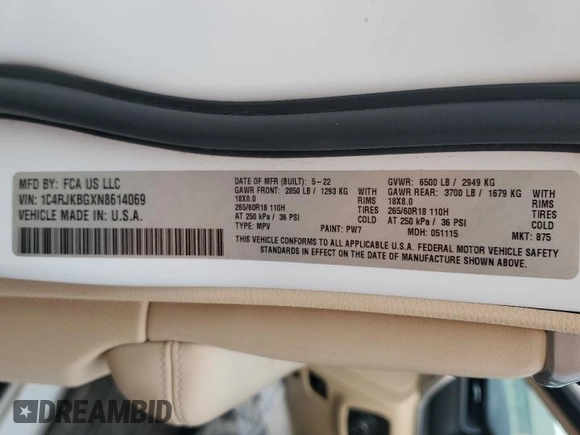 MFD BY: FCA US LLC
VIN: 1C4RJKBGXN8614069
VEHICLE MADE IN: U.S.A.
DATE OF MFR (BUILT): 5-22
GVWR: 6500 LB / 2949 KG
GAWR FRONT: 2850 LB / 1293 KG WITH
GAWR REAR: 3700 LB / 1679 KG WITH
18X8.0 RIMS
18X8.0 RIMS
265/60R18 110H TIRES
265/60R18 110H TIRES
AT 250 kPa / 36 PSI COLD
AT 250 kPa / 36 PSI COLD
TYPE: MPV PAINT: PW7 MDH: 051115 MKT: 875
THIS VEHICLE CONFORMS TO ALL APPLICABLE U.S.A. FEDERAL MOTOR VEHICLE SAFETY
STANDARDS IN EFFECT ON THE DATE OF MANUFACTURE SHOWN ABOVE.
DREAMBID